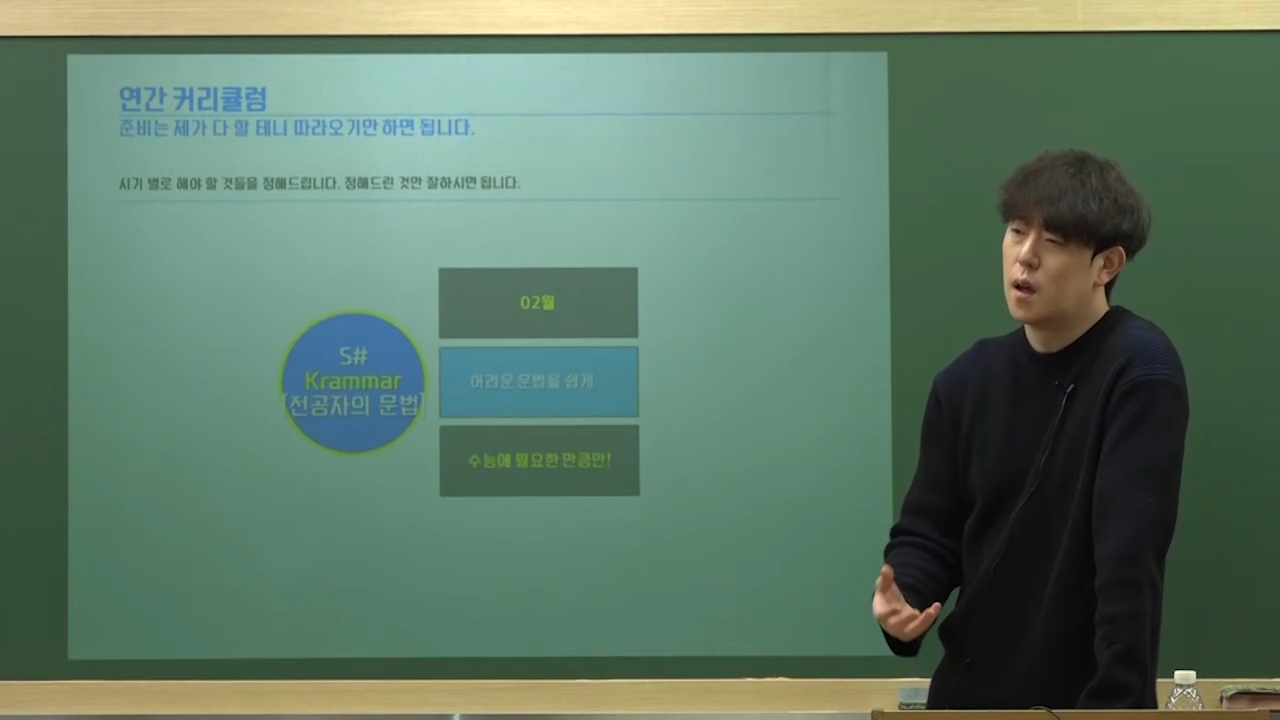 연간 커리큘럼
준비는 제가 다 할 테니 따라오기만 하면 됩니다.
시기 별로 해야 할 것들을 정해드립니다. 정해드린 것만 잘하시면 됩니다.
S#
Krammar
[전공자의 문법]
02월
어려운 문법을 쉽게
수능에 필요한 만큼만!